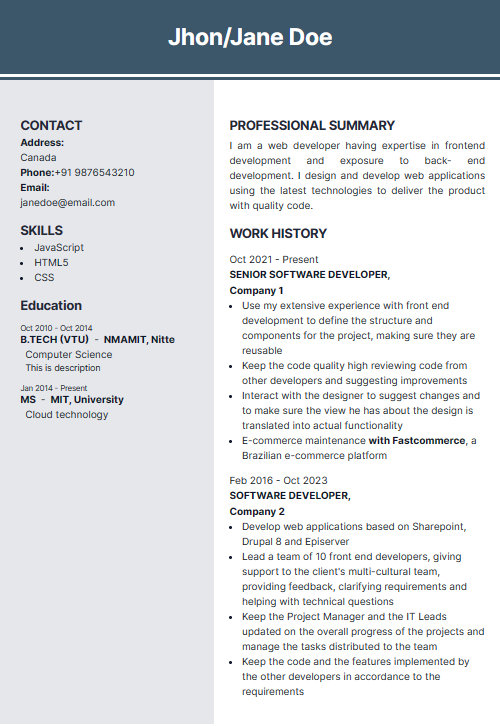 Jhon/Jane Doe
CONTACT
Address:
Canada
Phone:+91 9876543210
Email:
janedoe@email.com
SKILLS
• JavaScript
• HTML5
• CSS
Education
Oct 2010 - Oct 2014
B.TECH (VTU) - NMAMIT, Nitte
Computer Science
This is description
Jan 2014 - Present
MS - MIT, University
Cloud technology
PROFESSIONAL SUMMARY
I am a web developer having expertise in frontend
development and exposure to back- end
development. I design and develop web applications
using the latest technologies to deliver the product
with quality code.
WORK HISTORY
Oct 2021 - Present
SENIOR SOFTWARE DEVELOPER,
Company 1
• Use my extensive experience with front end
development to define the structure and
components for the project, making sure they are
reusable
• Keep the code quality high reviewing code from
other developers and suggesting improvements
• Interact with the designer to suggest changes and
to make sure the view he has about the design is
translated into actual functionality
• E-commerce maintenance with Fastcommerce, a
Brazilian e-commerce platform
Feb 2016 - Oct 2023
SOFTWARE DEVELOPER,
Company 2
• Develop web applications based on Sharepoint,
Drupal 8 and Episerver
• Lead a team of 10 front end developers, giving
support to the client's multi-cultural team,
providing feedback, clarifying requirements and
helping with technical questions
• Keep the Project Manager and the IT Leads
updated on the overall progress of the projects and
manage the tasks distributed to the team
• Keep the code and the features implemented by
the other developers in accordance to the
requirements